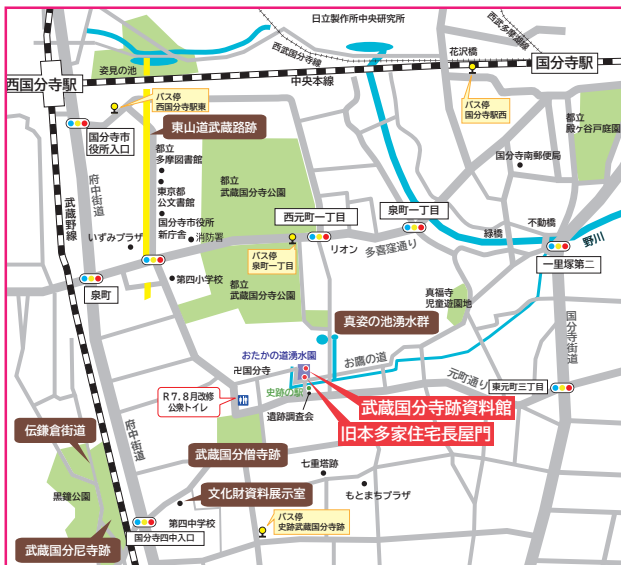 日立製作所中央研究所
西武多摩湖線
花沢橋
国分寺駅
西武国分寺線
姿見の池
中央本線
西国分寺駅
バス停
西国分寺駅東
バス停
国分寺駅西
都立
殿ヶ谷戸庭園
国分寺市
役所入口
東山道武蔵路跡
都立
多摩図書館
東京都
公文書館
国分寺市役所
新庁舎
消防署
都立
武蔵国分寺公園
国分寺南郵便局
府中街道
武蔵野線
いずみプラザ
西元町一丁目
泉町一丁目
緑橋
不動橋
野川
バス停
泉町一丁目
リオン
多喜窪通り
一里塚第二
泉町
第四小学校
都立
武蔵国分寺公園
真福寺
児童遊園地
国分寺街道
真姿の池湧水群
おたかの道湧水園
お鷹の道
卍国分寺
元町通り
東元町三丁目
R7.8月改修
公衆トイレ
史跡の駅
遺跡調査会
武蔵国分寺跡資料館
旧本多家住宅長屋門
伝鎌倉街道
府中街道
武蔵国分僧寺跡
七重塔跡
黒鐘公園
文化財資料展示室
もとまちプラザ
第四中学校
バス停
史跡武蔵国分寺跡
国分寺四中入口
武蔵国分尼寺跡